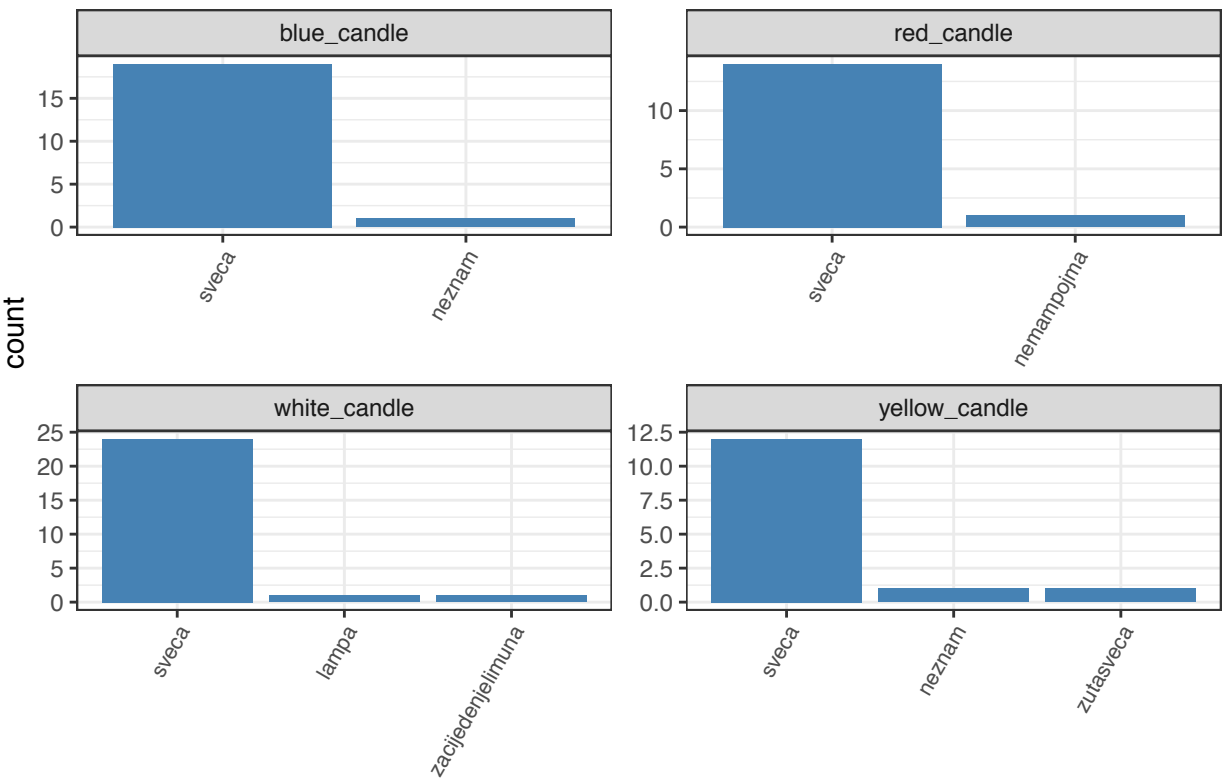 count
blue_candle
15
10
5
0
sveca
neznam
red_candle
10
5
0
sveca
nemampojma
white_candle
25
20
15
10
5
0
sveca
lampa
zacijedenjelimuna
yellow_candle
12.5
10.0
7.5
5.0
2.5
0.0
sveca
neznam
zutasveca